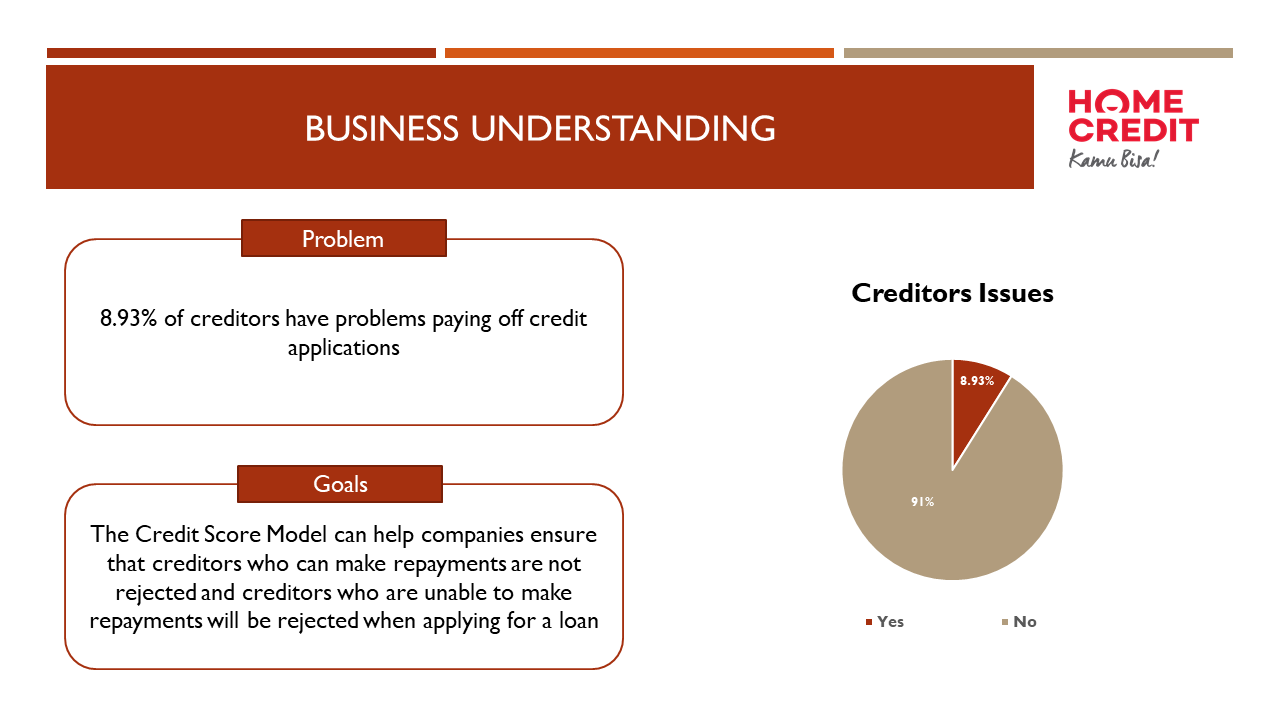 BUSINESS UNDERSTANDING
HOME
CREDIT
Kamu Bisa!
Problem
8.93% of creditors have problems paying off credit
applications
Goals
The Credit Score Model can help companies ensure
that creditors who can make repayments are not
rejected and creditors who are unable to make
repayments will be rejected when applying for a loan
Creditors Issues
8.93%
91%
Yes
No